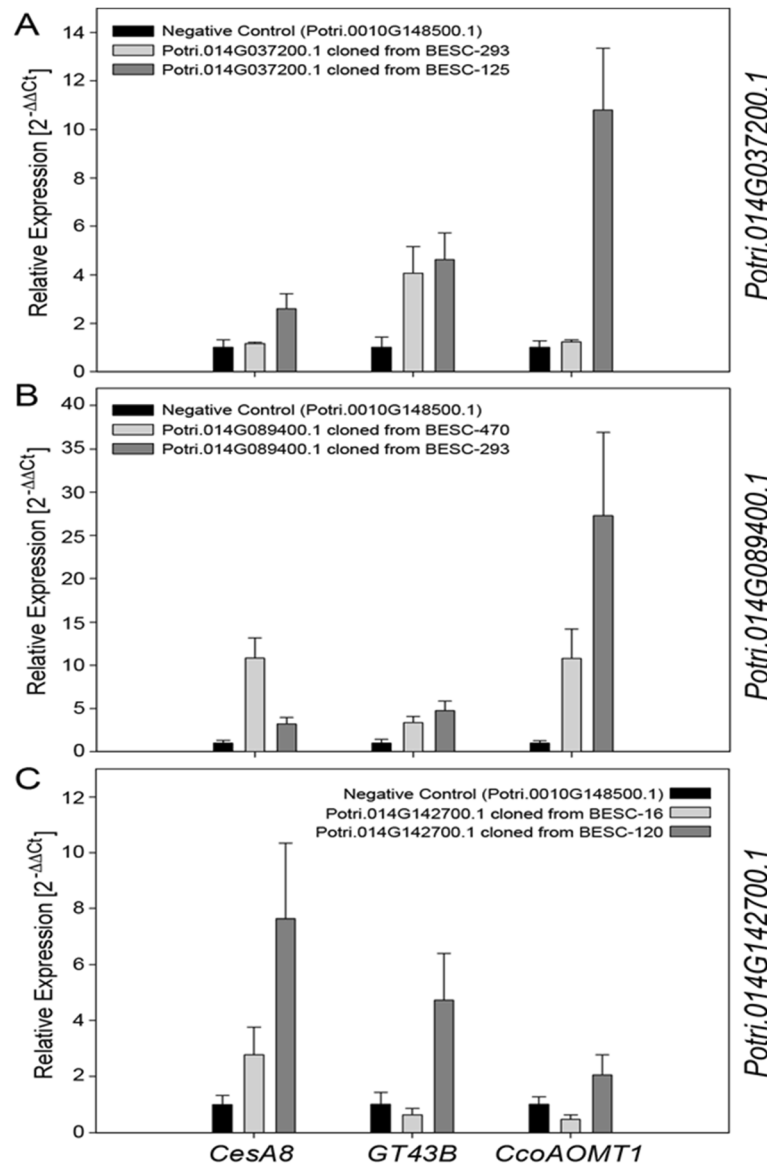 A
Negative Control (Potri.0010G148500.1)
Potri.014G037200.1 cloned from BESC-293
Potri.014G037200.1 cloned from BESC-125
Relative Expression [2^-ΔΔCt]
14
12
10
8
6
4
2
0
Potri.014G037200.1
B
Negative Control (Potri.0010G148500.1)
Potri.014G089400.1 cloned from BESC-470
Potri.014G089400.1 cloned from BESC-293
Relative Expression [2^-ΔΔCt]
40
35
30
25
20
15
10
5
0
Potri.014G089400.1
C
Negative Control (Potri.0010G148500.1)
Potri.014G142700.1 cloned from BESC-16
Potri.014G142700.1 cloned from BESC-120
Relative Expression [2^-ΔΔCt]
12
10
8
6
4
2
0
Potri.014G142700.1
CesA8 GT43B CcoAOMT1